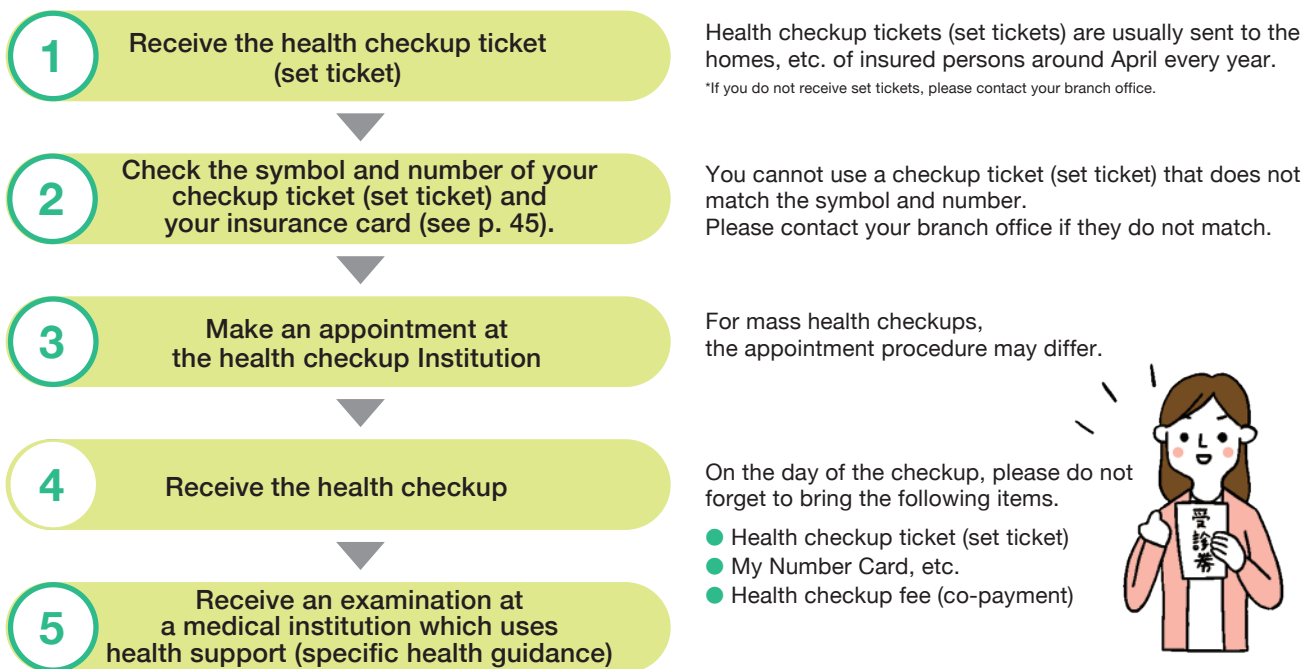 1
Receive the health checkup ticket
(set ticket)
Health checkup tickets (set tickets) are usually sent to the
homes, etc. of insured persons around April every year.
*If you do not receive set tickets, please contact your branch office.
2
Check the symbol and number of your
checkup ticket (set ticket) and
your insurance card (see p. 45).
You cannot use a checkup ticket (set ticket) that does not
match the symbol and number.
Please contact your branch office if they do not match.
3
Make an appointment at
the health checkup Institution
For mass health checkups,
the appointment procedure may differ.
4
Receive the health checkup
On the day of the checkup, please do not
forget to bring the following items.
● Health checkup ticket (set ticket)
● My Number Card, etc.
● Health checkup fee (co-payment)
受診券
5
Receive an examination at
a medical institution which uses
health support (specific health guidance)